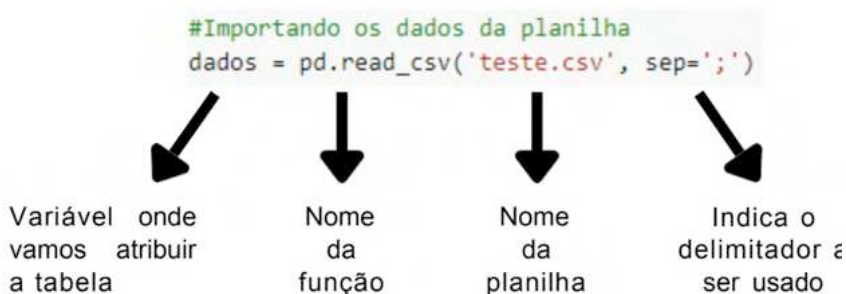 #Importando os dados da planilha
dados = pd.read_csv('teste.csv', sep=';')
Variável onde
vamos atribuir
a tabela
Nome
da
função
Nome
da
planilha
Indica o
delimitador a
ser usado